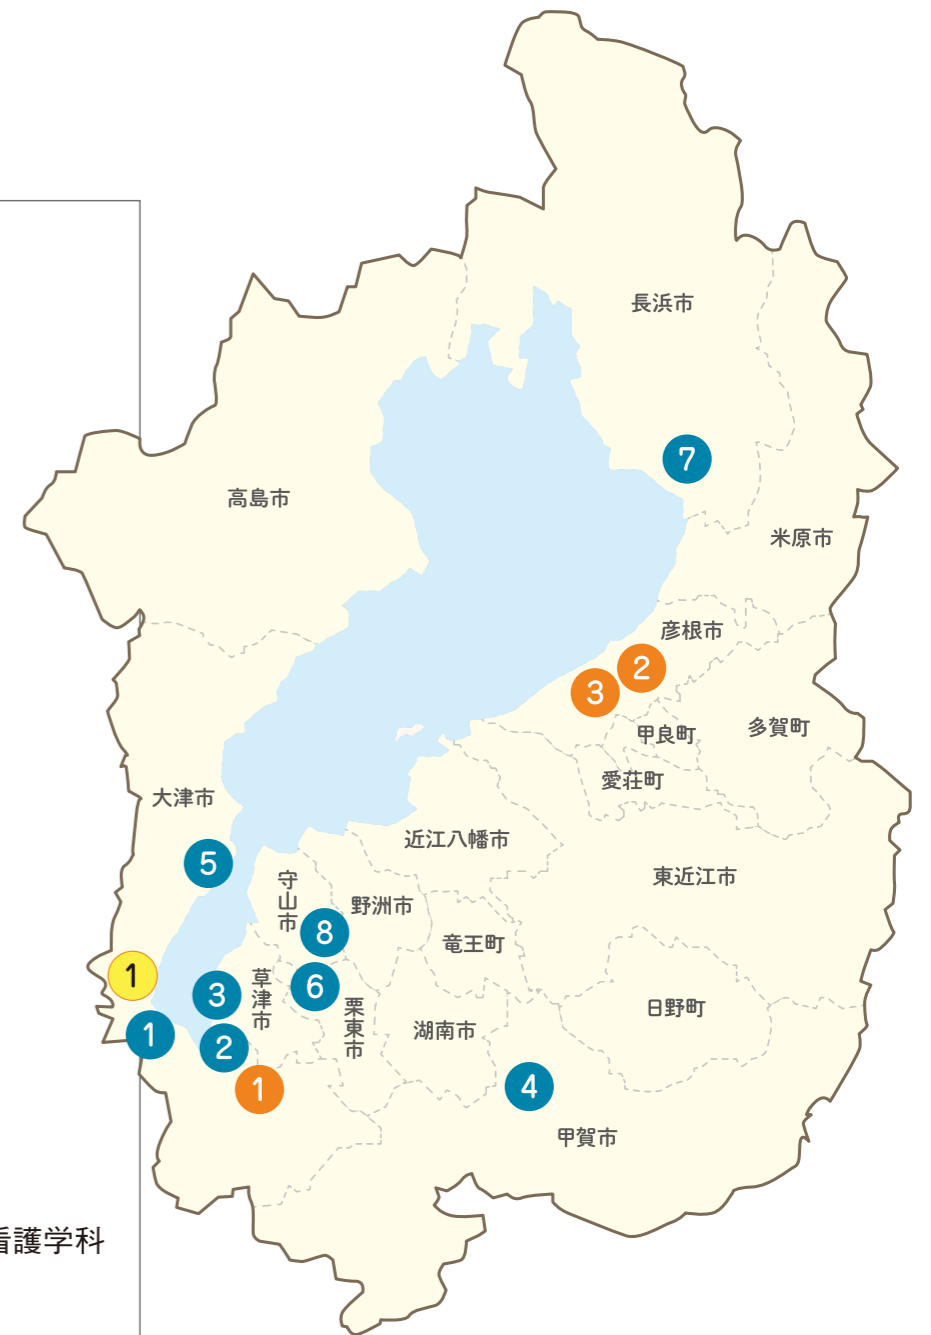 長浜市
7
高島市
米原市
彦根市
2
3
甲良町
多賀町
愛荘町
大津市
近江八幡市
5
守山市
東近江市
野洲市
8
竜王町
1
3
草津市
6
栗東市
日野町
湖南市
1
2
1
4
甲賀市
看護学科